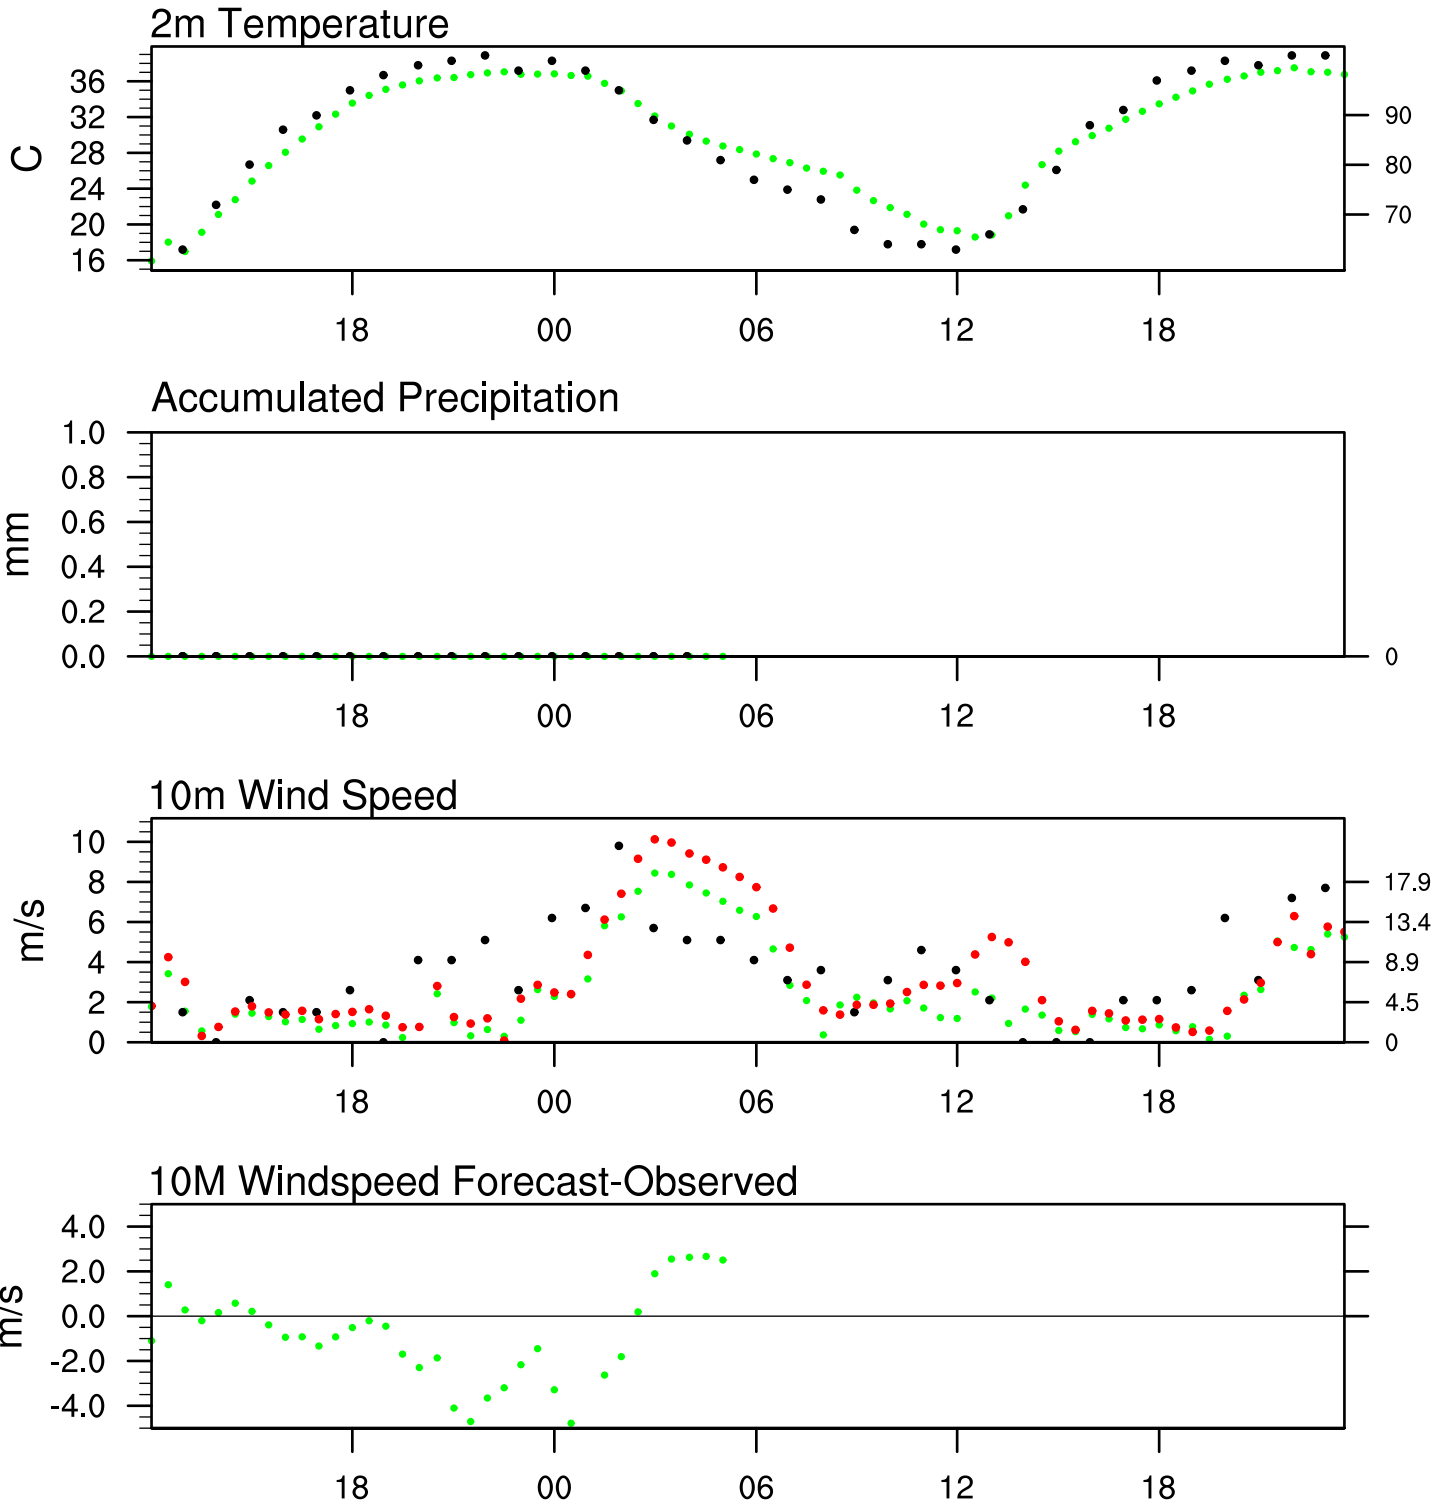 2m Temperature
C
36
32
28
24
20
16
90
80
70
18 00 06 12 18
Accumulated Precipitation
mm
1.0
0.8
0.6
0.4
0.2
0.0
0
18 00 06 12 18
10m Wind Speed
m/s
10
8
6
4
2
0
17.9
13.4
8.9
4.5
0
18 00 06 12 18
10M Windspeed Forecast-Observed
m/s
4.0
2.0
0.0
-2.0
-4.0
18 00 06 12 18